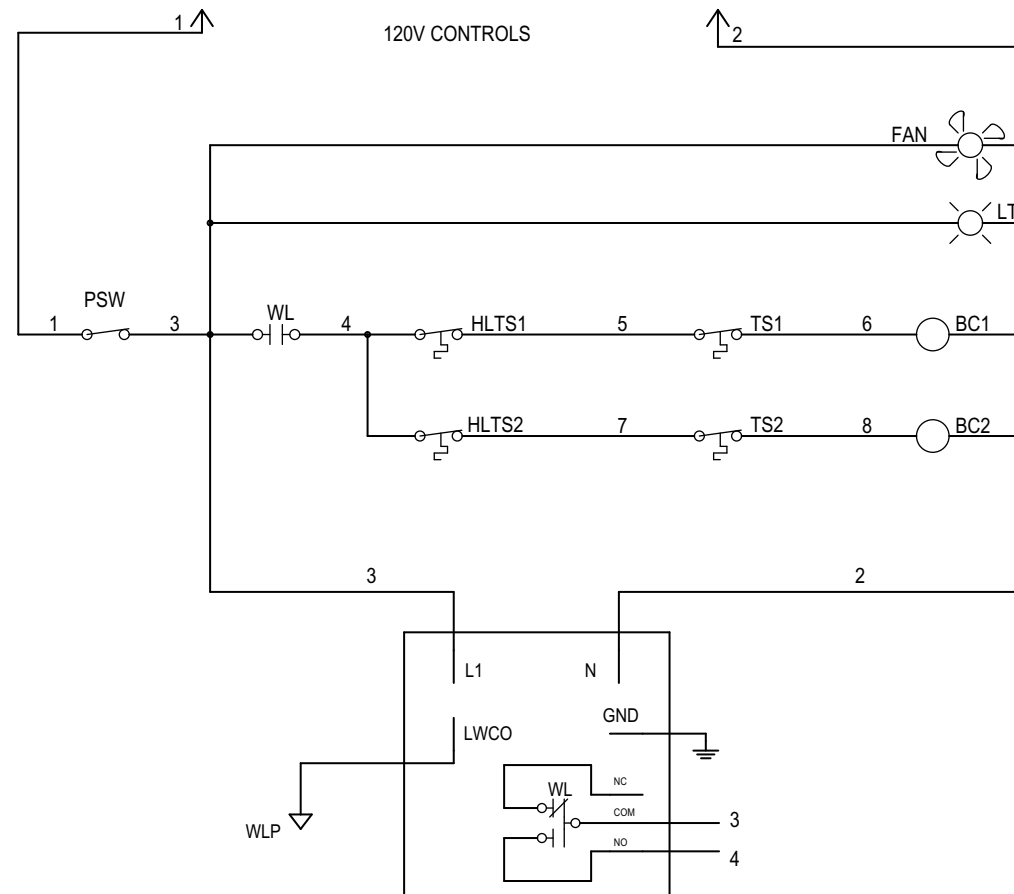 1
120V CONTROLS
2
FAN
LT
PSW
1
3
WL
4
HLTS1
5
TS1
6
BC1
HLTS2
7
TS2
8
BC2
3
2
L1
N
GND
LWCO
NC
WL
COM
3
WLP
NO
4